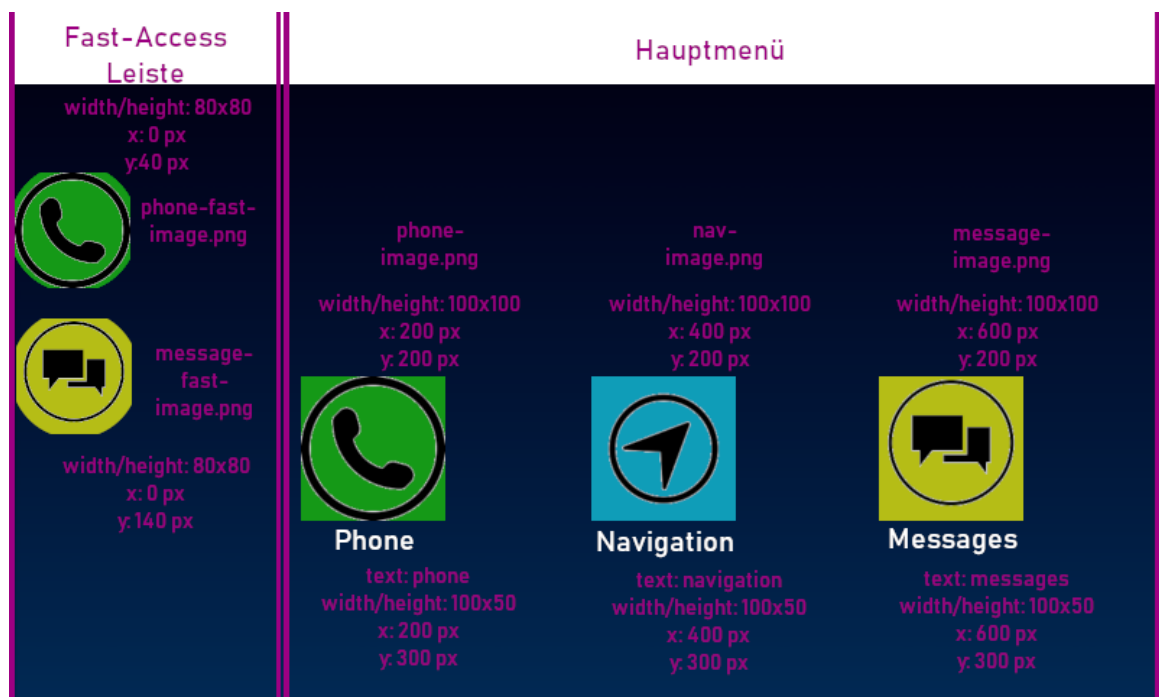 Fast-Access
Leiste
width/height: 80x80
x: 0 px
y:40 px
phone-fast-
image.png
message-
fast-
image.png
width/height: 80x80
x: 0 px
y: 140 px
Hauptmenü
phone-
image.png
width/height: 100x100
x: 200 px
y: 200 px
Phone
text: phone
width/height: 100x50
x: 200 px
y: 300 px
nav-
image.png
width/height: 100x100
x: 400 px
y: 200 px
Navigation
text: navigation
width/height: 100x50
x: 400 px
y: 300 px
message-
image.png
width/height: 100x100
x: 600 px
y: 200 px
Messages
text: messages
width/height: 100x50
x: 600 px
y: 300 px